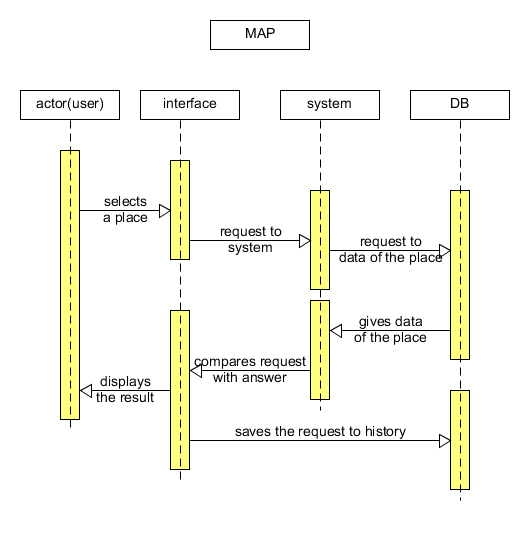 MAP
actor(user)
interface
system
DB
selects
a place
request to
system
request to
data of the place
gives data
of the place
compares request
with answer
displays
the result
saves the request to history